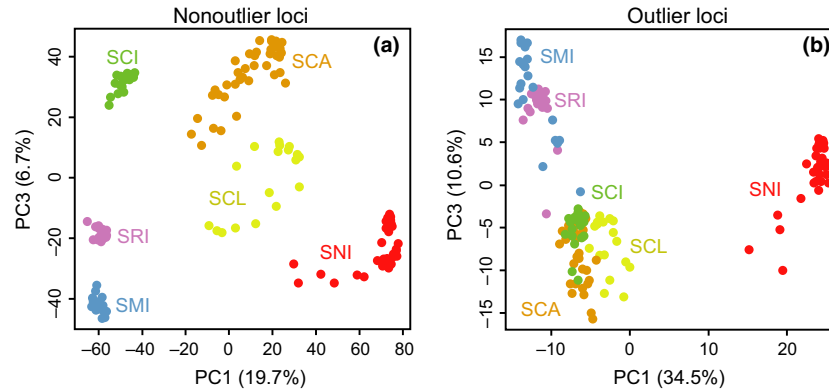 Nonoutlier loci
(a)
SCI
SCA
SCL
SRI
SNI
SMI
40
20
0
−20
−40
PC3 (6.7%)
−60 −40 −20 0 20 40 60 80
PC1 (19.7%)
Outlier loci
(b)
SMI
SRI
SNI
SCI
SCL
SCA
15
10
5
0
−5
−10
−15
PC3 (10.6%)
−10 0 10 20
PC1 (34.5%)